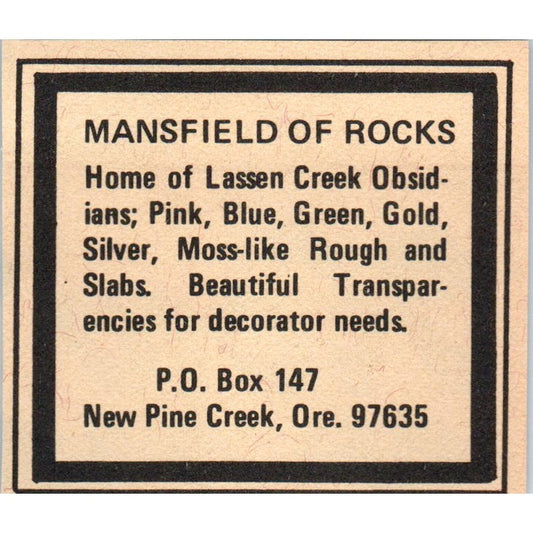 MANSFIELD OF ROCKS
Home of Lassen Creek Obsid-
ians; Pink, Blue, Green, Gold,
Silver, Moss-like Rough and
Slabs. Beautiful Transpar-
encies for decorator needs.
P.O. Box 147
New Pine Creek, Ore. 97635